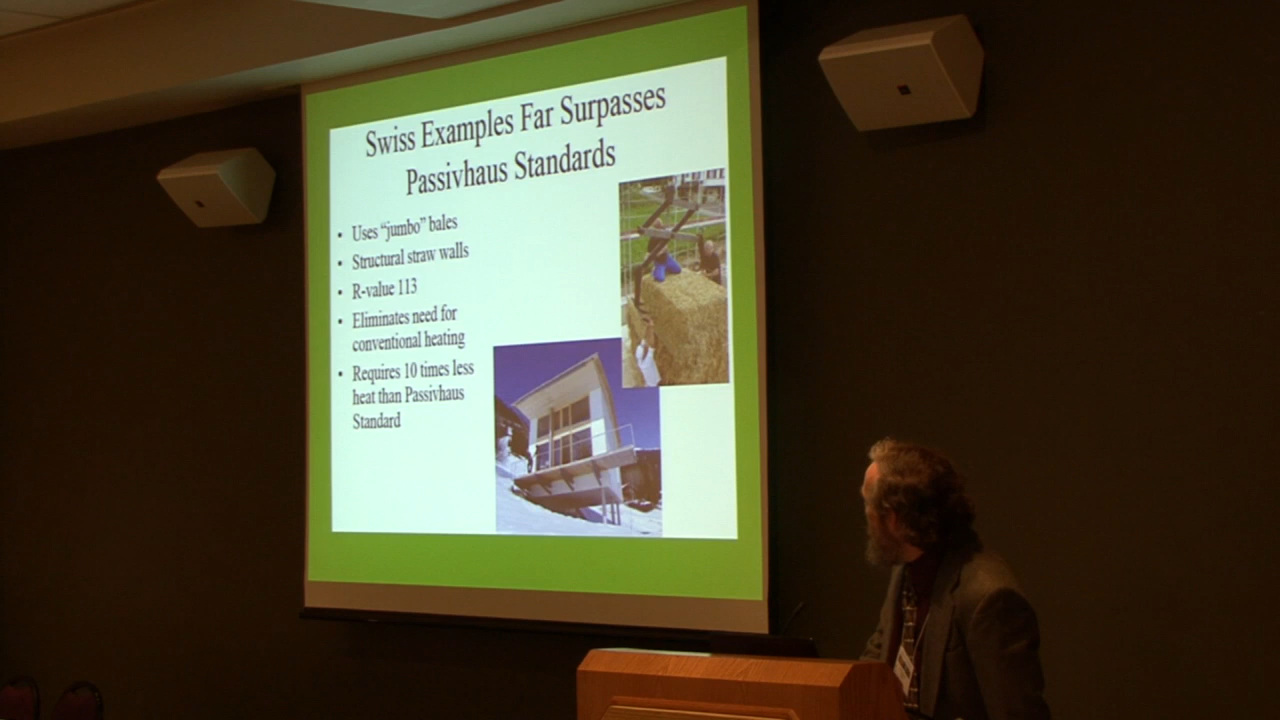 Swiss Examples Far Surpasses
Passivhaus Standards
• Uses "jumbo" bales
• Structural straw walls
• R-value 113
• Eliminates need for
conventional heating
• Requires 10 times less
heat than Passivhaus
Standard